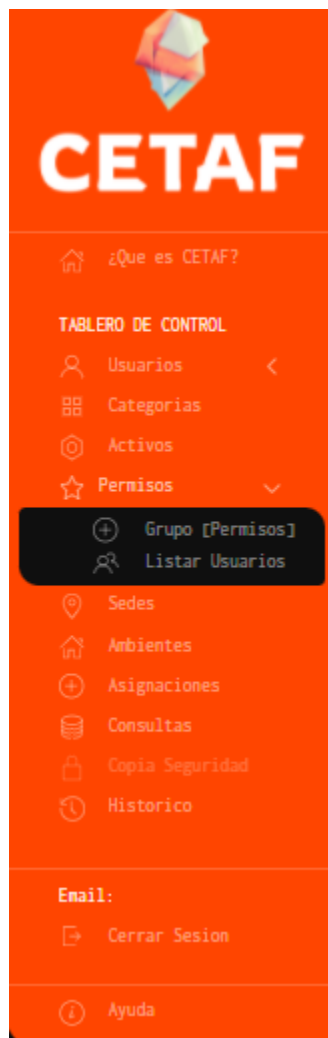 CETAF
¿Que es CETAF?
TABLERO DE CONTROL
Usuarios
Categorias
Activos
Permisos
Grupo [Permisos]
Listar Usuarios
Sedes
Ambientes
Asignaciones
Consultas
Copia Seguridad
Historico
Email:
Cerrar Sesion
Ayuda